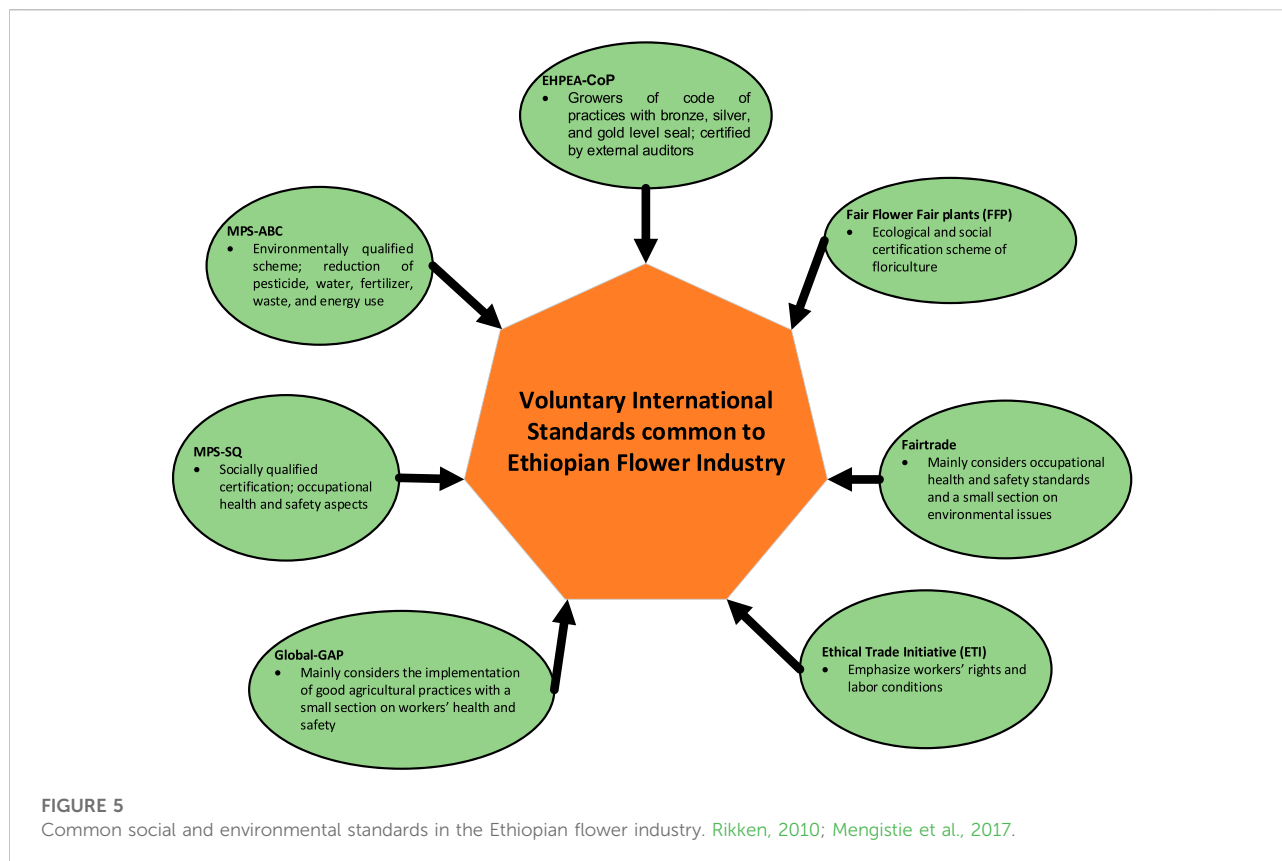 EHPEA-CoP
• Growers of code of
practices with bronze, silver,
and gold level seal; certified
by external auditors
Fair Flower Fair plants (FFP)
• Ecological and social
certification scheme of
floriculture
MPS-ABC
• Environmentally qualified
scheme; reduction of
pesticide, water, fertilizer,
waste, and energy use
Voluntary International
Standards common to
Ethiopian Flower Industry
Fairtrade
• Mainly considers occupational
health and safety standards
and a small section on
environmental issues
MPS-SQ
• Socially qualified
certification; occupational
health and safety aspects
Ethical Trade Initiative (ETI)
• Emphasize workers’ rights and
labor conditions
Global-GAP
• Mainly considers the implementation
of good agricultural practices with a
small section on workers’ health and
safety
FIGURE 5
Common social and environmental standards in the Ethiopian flower industry. Rikken, 2010; Mengistie et al., 2017.